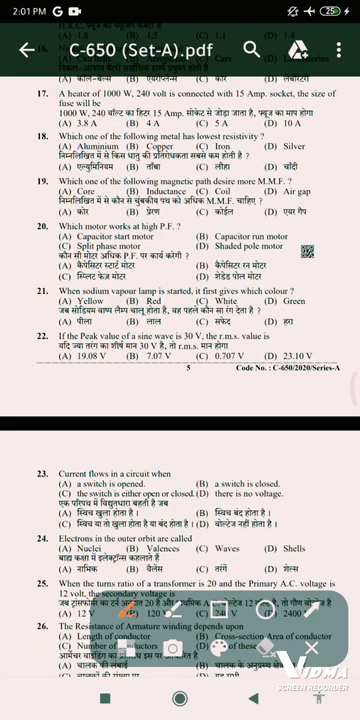 2:01 PM
25
C-650 (Set-A).pdf
17. A heater of 1000 W, 240 volt is connected with 15 Amp. socket, the size of
fuse will be
1000 W, 240 वॉल्ट का हिटर 15 Amp. सोकेट से जोड़ा जाता है, फ्यूज का माप होगा
(A) 3.8 A (B) 4 A (C) 5 A (D) 10 A
18. Which one of the following metal has lowest resistivity ?
(A) Aluminium (B) Copper (C) Iron (D) Silver
निम्नलिखित में से किस धातु की प्रतिरोधकता सबसे कम होती है ?
(A) एल्युमिनियम (B) ताँबा (C) लौहा (D) चाँदी
19. Which one of the following magnetic path desire more M.M.F. ?
(A) Core (B) Inductance (C) Coil (D) Air gap
निम्नलिखित में से कौन से चुंबकीय पथ को अधिक M.M.F. चाहिए ?
(A) कोर (B) प्रेरण (C) कोईल (D) एयर गैप
20. Which motor works at high P.F. ?
(A) Capacitor start motor (B) Capacitor run motor
(C) Split phase motor (D) Shaded pole motor
कौन सी मोटर अधिक P.F. पर कार्य करेगी ?
(A) कैपेसिटर स्टार्ट मोटर (B) कैपेसिटर रन मोटर
(C) स्प्लिट फेज मोटर (D) शेडेड पोल मोटर
21. When sodium vapour lamp is started, it first gives which colour ?
(A) Yellow (B) Red (C) White (D) Green
जब सोडियम वाष्प लैम्प चालू होता है, वह पहले कौन सा रंग देता है ?
(A) पीला (B) लाल (C) सफेद (D) हरा
22. If the Peak value of a sine wave is 30 V, the r.m.s. value is
यदि ज्या तरंग का शीर्ष मान 30 V है, तो r.m.s. मान होगा
(A) 19.08 V (B) 7.07 V (C) 0.707 V (D) 23.10 V
5 Code No. : C-650/2020/Series-A
23. Current flows in a circuit when
(A) a switch is opened. (B) a switch is closed.
(C) the switch is either open or closed. (D) there is no voltage.
एक परिपथ में विद्युतधारा बहती है जब
(A) स्विच खुला होता है । (B) स्विच बंद होता है ।
(C) स्विच या तो खुला होता है या बंद होता है । (D) वोल्टेज नहीं होता है ।
24. Electrons in the outer orbit are called
(A) Nuclei (B) Valences (C) Waves (D) Shells
बाह्य कक्षा में इलेक्ट्रॉन्स कहलाते हैं
(A) नाभिक (B) वैलेंस (C) तरंगें (D) शेल्स
25. When the turns ratio of a transformer is 20 and the Primary A.C. voltage is
12 volt, the secondary voltage is
(A) 12 V (B) 120 V (C) 240 V (D) 2400
26. The Resistance of Armature winding depends upon
(A) Length of conductor (B) Cross-section Area of conductor
VIDMA
SCREEN RECORDER